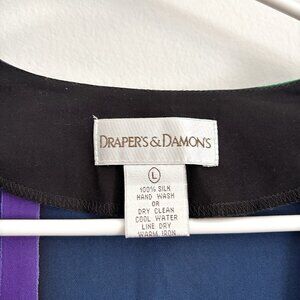 DRAPER'S & DAMON'S
L
100% SILK
HAND WASH
OR
DRY CLEAN
COOL WATER
LINE DRY
WARM IRON